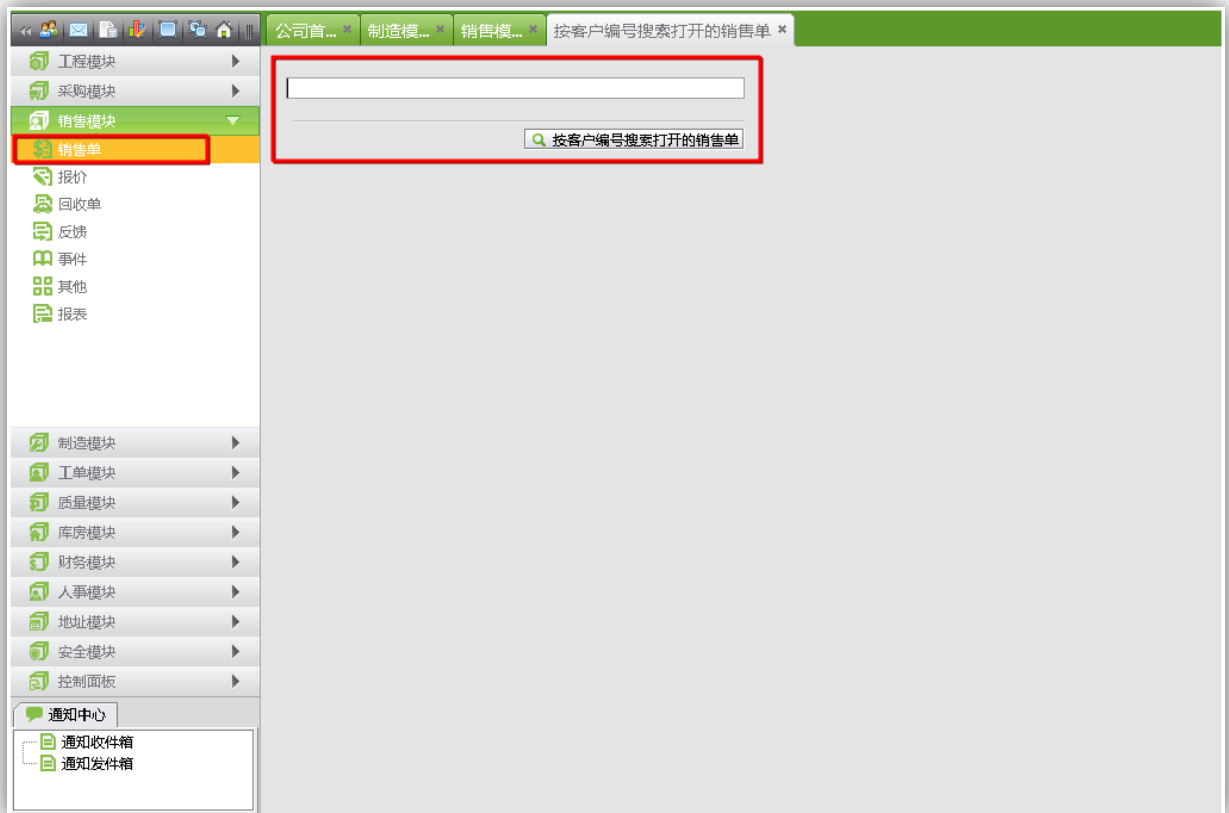 公司首...
制造模...
销售模...
按客户编号搜索打开的销售单
工程模块
采购模块
销售模块
销售单
报价
回收单
反馈
事件
其他
报表
制造模块
工单模块
质量模块
库房模块
财务模块
人事模块
地址模块
安全模块
控制面板
通知中心
通知收件箱
通知发件箱
按客户编号搜索打开的销售单